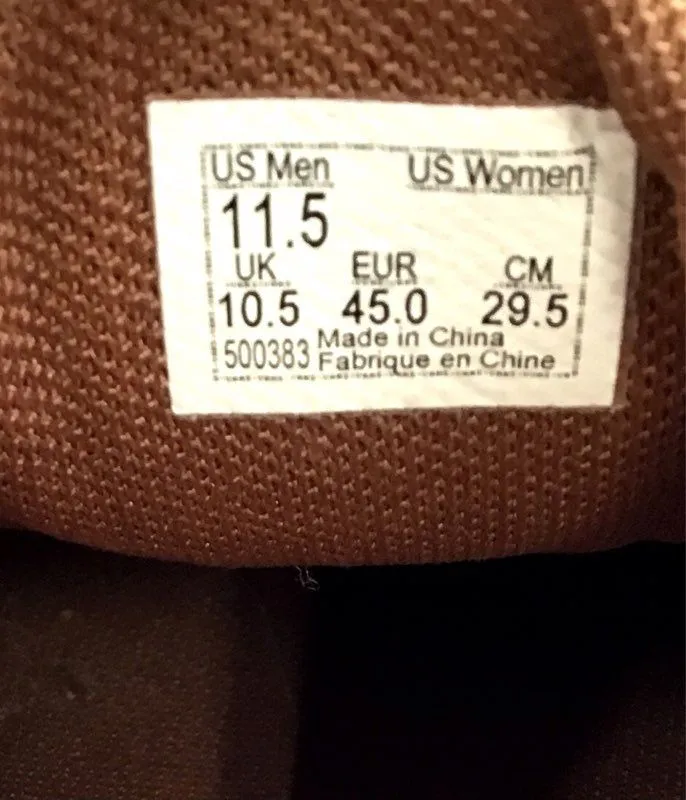 US Men US Women
11.5
UK EUR CM
10.5 45.0 29.5
500383 Made in China
Fabrique en Chine